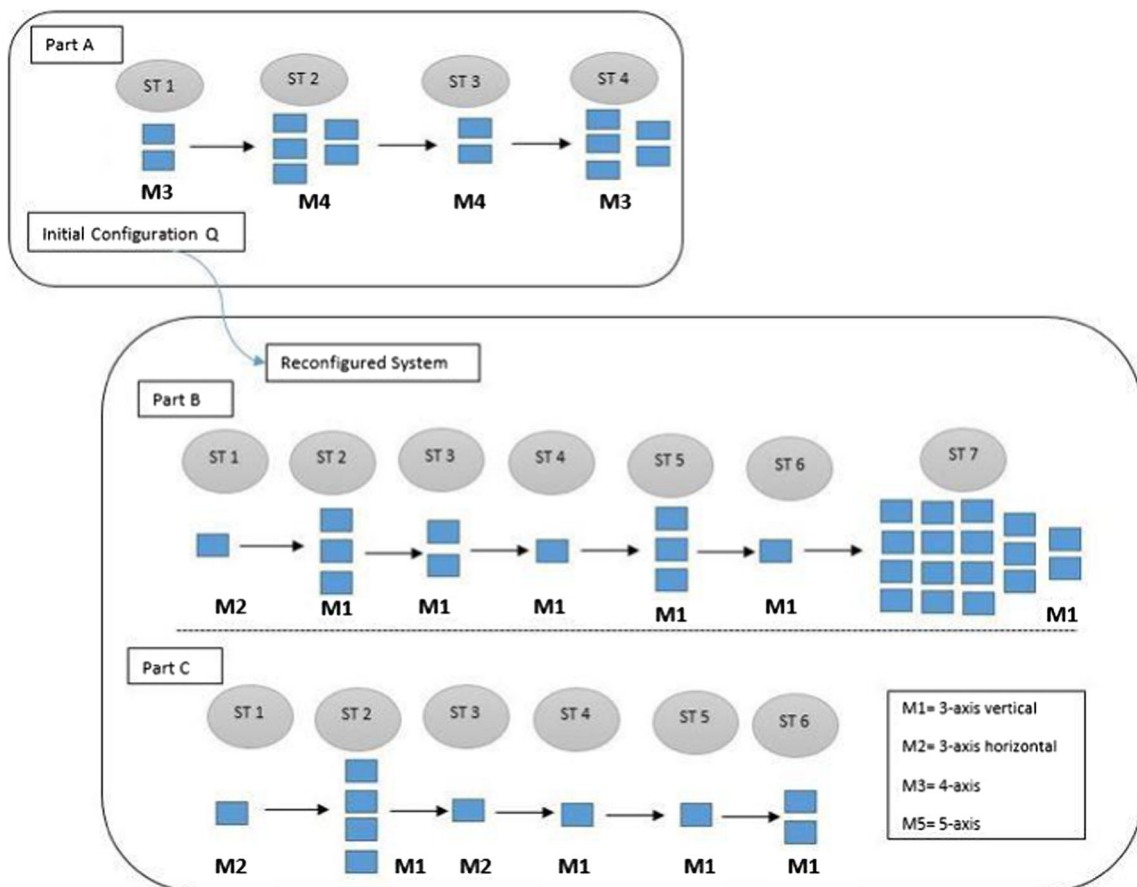 Part A
ST 1
ST 2
ST 3
ST 4
M3
M4
M4
M3
Initial Configuration Q
Reconfigured System
Part B
ST 1
ST 2
ST 3
ST 4
ST 5
ST 6
ST 7
M2
M1
M1
M1
M1
M1
M1
Part C
ST 1
ST 2
ST 3
ST 4
ST 5
ST 6
M2
M1
M2
M1
M1
M1
M1= 3-axis vertical
M2= 3-axis horizontal
M3= 4-axis
M5= 5-axis